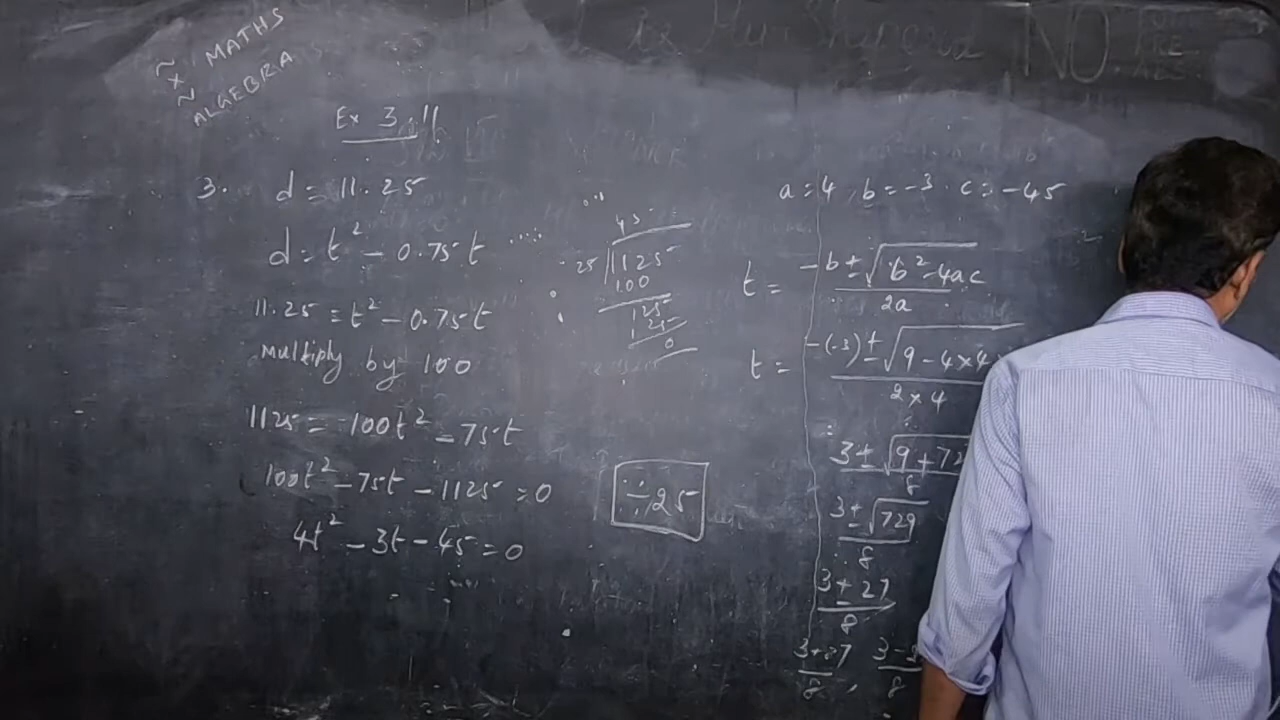 X MATHS
ALGEBRA
Ex 3.11
3. d = 11.25
d = t² - 0.75t .....
11.25 = t² - 0.75t
Multiply by 100
1125 = 100t² - 75t
100t² - 75t - 1125 = 0
4t² - 3t - 45 = 0
45
25 1125
100
125
125
0
÷25
a = 4, b = -3. c = -45
t = -b ± √b² - 4ac
2a
t = -(-3) ± √9 - 4×4
2×4
3 ± √9+72
8
3 ± √729
8
3 ± 27
8
3+27
8 ,
3-
8
NO.